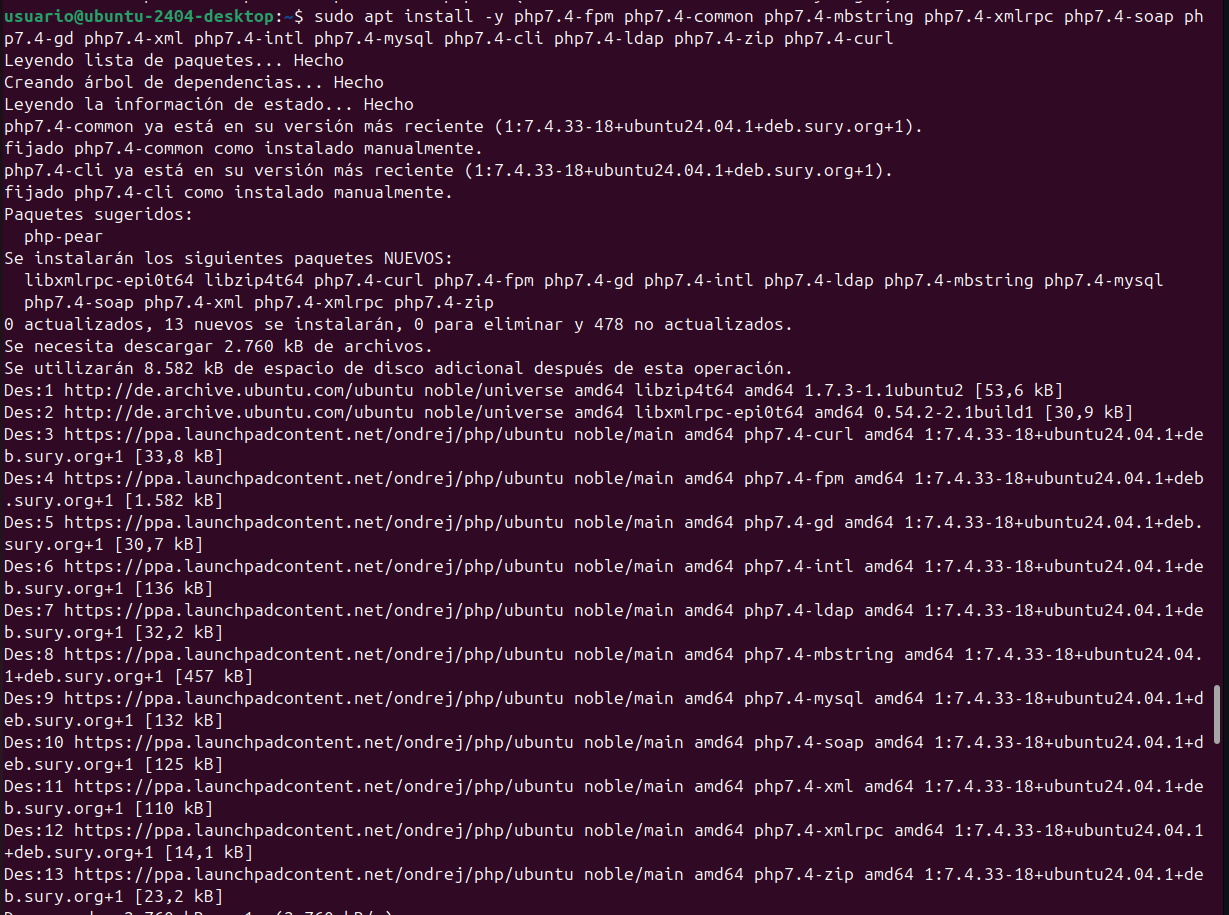 usuario@ubuntu-2404-desktop:~$ sudo apt install -y php7.4-fpm php7.4-common php7.4-mbstring php7.4-xmlrpc php7.4-soap ph
p7.4-gd php7.4-xml php7.4-intl php7.4-mysql php7.4-cli php7.4-ldap php7.4-zip php7.4-curl
Leyendo lista de paquetes... Hecho
Creando árbol de dependencias... Hecho
Leyendo la información de estado... Hecho
php7.4-common ya está en su versión más reciente (1:7.4.33-18+ubuntu24.04.1+deb.sury.org+1).
fijado php7.4-common como instalado manualmente.
php7.4-cli ya está en su versión más reciente (1:7.4.33-18+ubuntu24.04.1+deb.sury.org+1).
fijado php7.4-cli como instalado manualmente.
Paquetes sugeridos:
  php-pear
Se instalarán los siguientes paquetes NUEVOS:
  libxmlrpc-epi0t64 libzip4t64 php7.4-curl php7.4-fpm php7.4-gd php7.4-intl php7.4-ldap php7.4-mbstring php7.4-mysql
  php7.4-soap php7.4-xml php7.4-xmlrpc php7.4-zip
0 actualizados, 13 nuevos se instalarán, 0 para eliminar y 478 no actualizados.
Se necesita descargar 2.760 kB de archivos.
Se utilizarán 8.582 kB de espacio de disco adicional después de esta operación.
Des:1 http://de.archive.ubuntu.com/ubuntu noble/universe amd64 libzip4t64 amd64 1.7.3-1.1ubuntu2 [53,6 kB]
Des:2 http://de.archive.ubuntu.com/ubuntu noble/universe amd64 libxmlrpc-epi0t64 amd64 0.54.2-2.1build1 [30,9 kB]
Des:3 https://ppa.launchpadcontent.net/ondrej/php/ubuntu noble/main amd64 php7.4-curl amd64 1:7.4.33-18+ubuntu24.04.1+de
b.sury.org+1 [33,8 kB]
Des:4 https://ppa.launchpadcontent.net/ondrej/php/ubuntu noble/main amd64 php7.4-fpm amd64 1:7.4.33-18+ubuntu24.04.1+deb
.sury.org+1 [1.582 kB]
Des:5 https://ppa.launchpadcontent.net/ondrej/php/ubuntu noble/main amd64 php7.4-gd amd64 1:7.4.33-18+ubuntu24.04.1+deb.
sury.org+1 [30,7 kB]
Des:6 https://ppa.launchpadcontent.net/ondrej/php/ubuntu noble/main amd64 php7.4-intl amd64 1:7.4.33-18+ubuntu24.04.1+de
b.sury.org+1 [136 kB]
Des:7 https://ppa.launchpadcontent.net/ondrej/php/ubuntu noble/main amd64 php7.4-ldap amd64 1:7.4.33-18+ubuntu24.04.1+de
b.sury.org+1 [32,2 kB]
Des:8 https://ppa.launchpadcontent.net/ondrej/php/ubuntu noble/main amd64 php7.4-mbstring amd64 1:7.4.33-18+ubuntu24.04.
1+deb.sury.org+1 [457 kB]
Des:9 https://ppa.launchpadcontent.net/ondrej/php/ubuntu noble/main amd64 php7.4-mysql amd64 1:7.4.33-18+ubuntu24.04.1+d
eb.sury.org+1 [132 kB]
Des:10 https://ppa.launchpadcontent.net/ondrej/php/ubuntu noble/main amd64 php7.4-soap amd64 1:7.4.33-18+ubuntu24.04.1+d
eb.sury.org+1 [125 kB]
Des:11 https://ppa.launchpadcontent.net/ondrej/php/ubuntu noble/main amd64 php7.4-xml amd64 1:7.4.33-18+ubuntu24.04.1+de
b.sury.org+1 [110 kB]
Des:12 https://ppa.launchpadcontent.net/ondrej/php/ubuntu noble/main amd64 php7.4-xmlrpc amd64 1:7.4.33-18+ubuntu24.04.1
+deb.sury.org+1 [14,1 kB]
Des:13 https://ppa.launchpadcontent.net/ondrej/php/ubuntu noble/main amd64 php7.4-zip amd64 1:7.4.33-18+ubuntu24.04.1+de
b.sury.org+1 [23,2 kB]